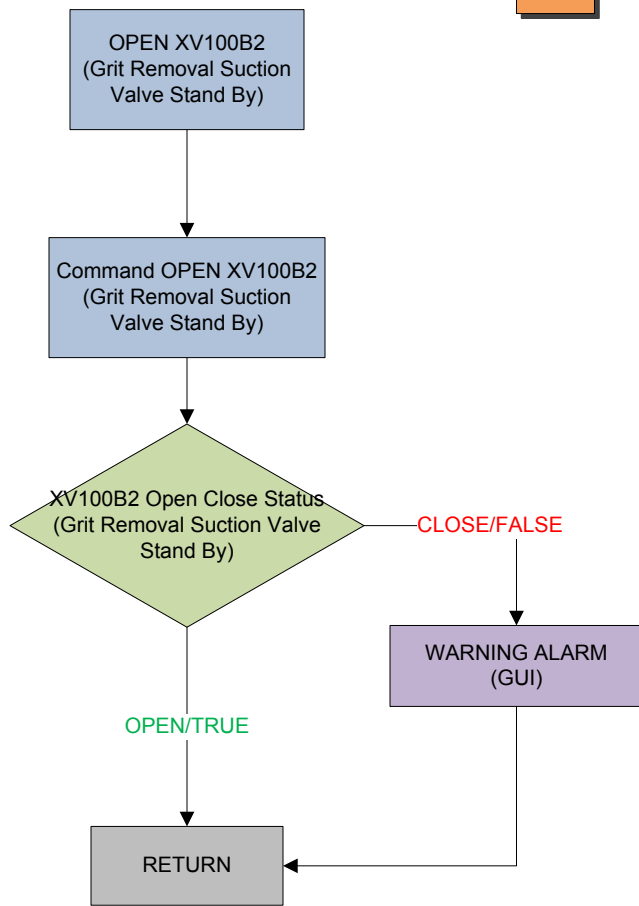 OPEN XV100B2
(Grit Removal Suction
Valve Stand By)
Command OPEN XV100B2
(Grit Removal Suction
Valve Stand By)
XV100B2 Open Close Status
(Grit Removal Suction Valve
Stand By)
CLOSE/FALSE
WARNING ALARM
(GUI)
OPEN/TRUE
RETURN